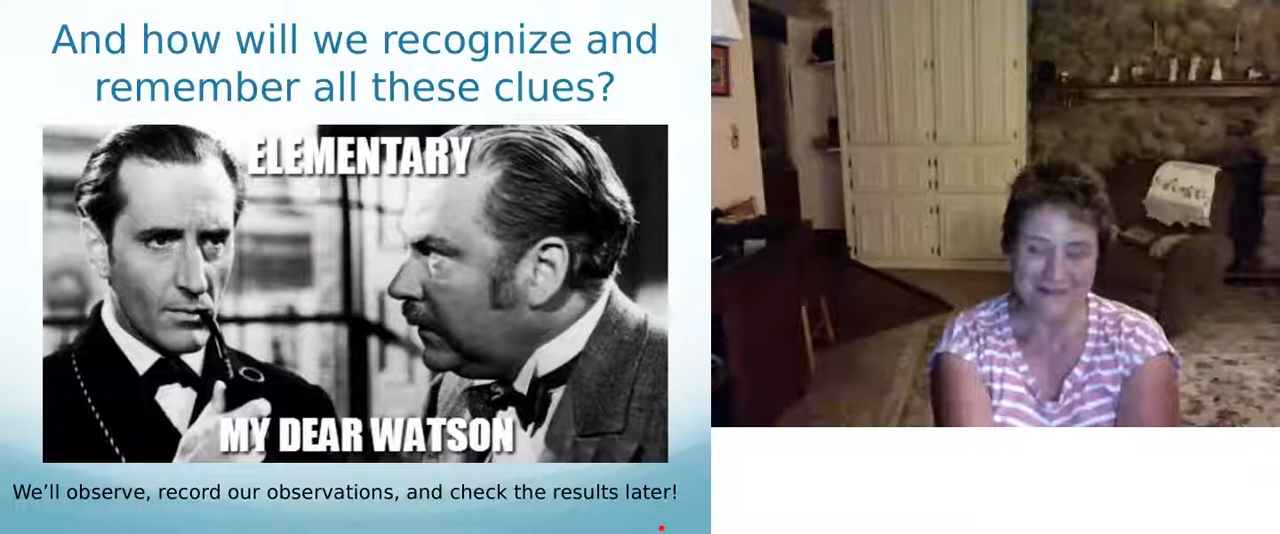 And how will we recognize and
remember all these clues?
ELEMENTARY
MY DEAR WATSON
We’ll observe, record our observations, and check the results later!